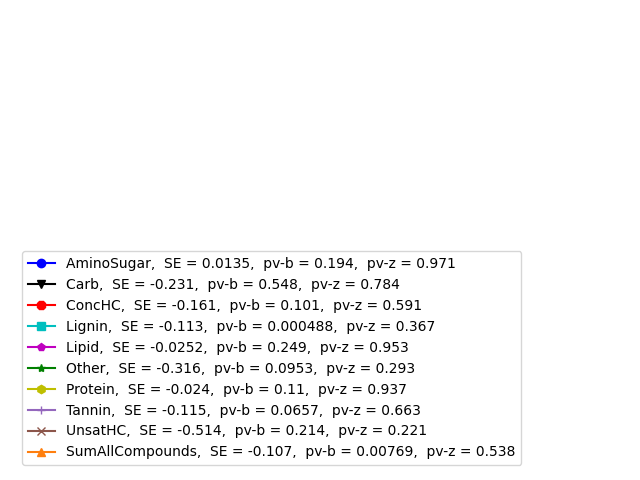 AminoSugar,  SE = 0.0135,  pv-b = 0.194,  pv-z = 0.971
Carb,  SE = -0.231,  pv-b = 0.548,  pv-z = 0.784
ConcHC,  SE = -0.161,  pv-b = 0.101,  pv-z = 0.591
Lignin,  SE = -0.113,  pv-b = 0.000488,  pv-z = 0.367
Lipid,  SE = -0.0252,  pv-b = 0.249,  pv-z = 0.953
Other,  SE = -0.316,  pv-b = 0.0953,  pv-z = 0.293
Protein,  SE = -0.024,  pv-b = 0.11,  pv-z = 0.937
Tannin,  SE = -0.115,  pv-b = 0.0657,  pv-z = 0.663
UnsatHC,  SE = -0.514,  pv-b = 0.214,  pv-z = 0.221
SumAllCompounds,  SE = -0.107,  pv-b = 0.00769,  pv-z = 0.538